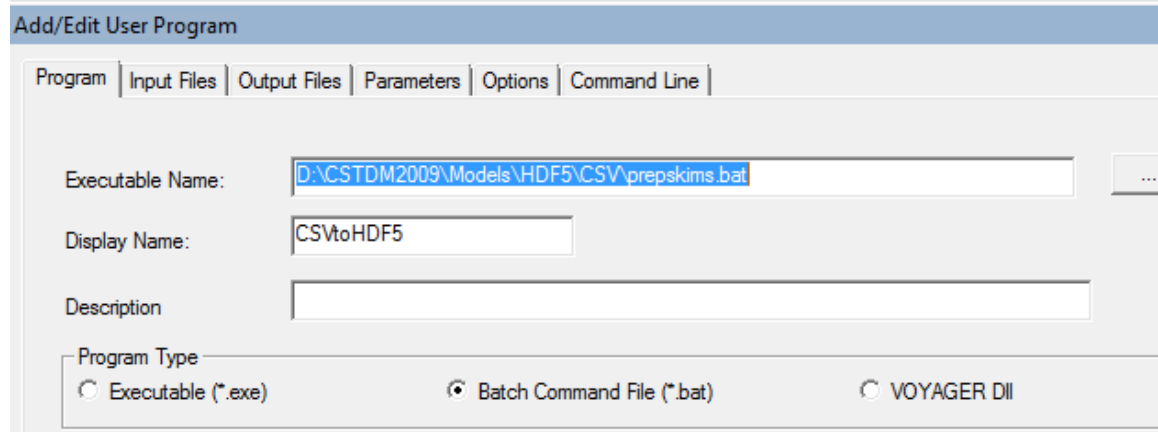 Add/Edit User Program
Program Input Files Output Files Parameters Options Command Line
Executable Name: D:\CSTDM2009\Models\HDF5\CSV\prepskims.bat ...
Display Name: CSVtoHDF5
Description
Program Type
Executable (*.exe) Batch Command File (*.bat) VOYAGER Dll